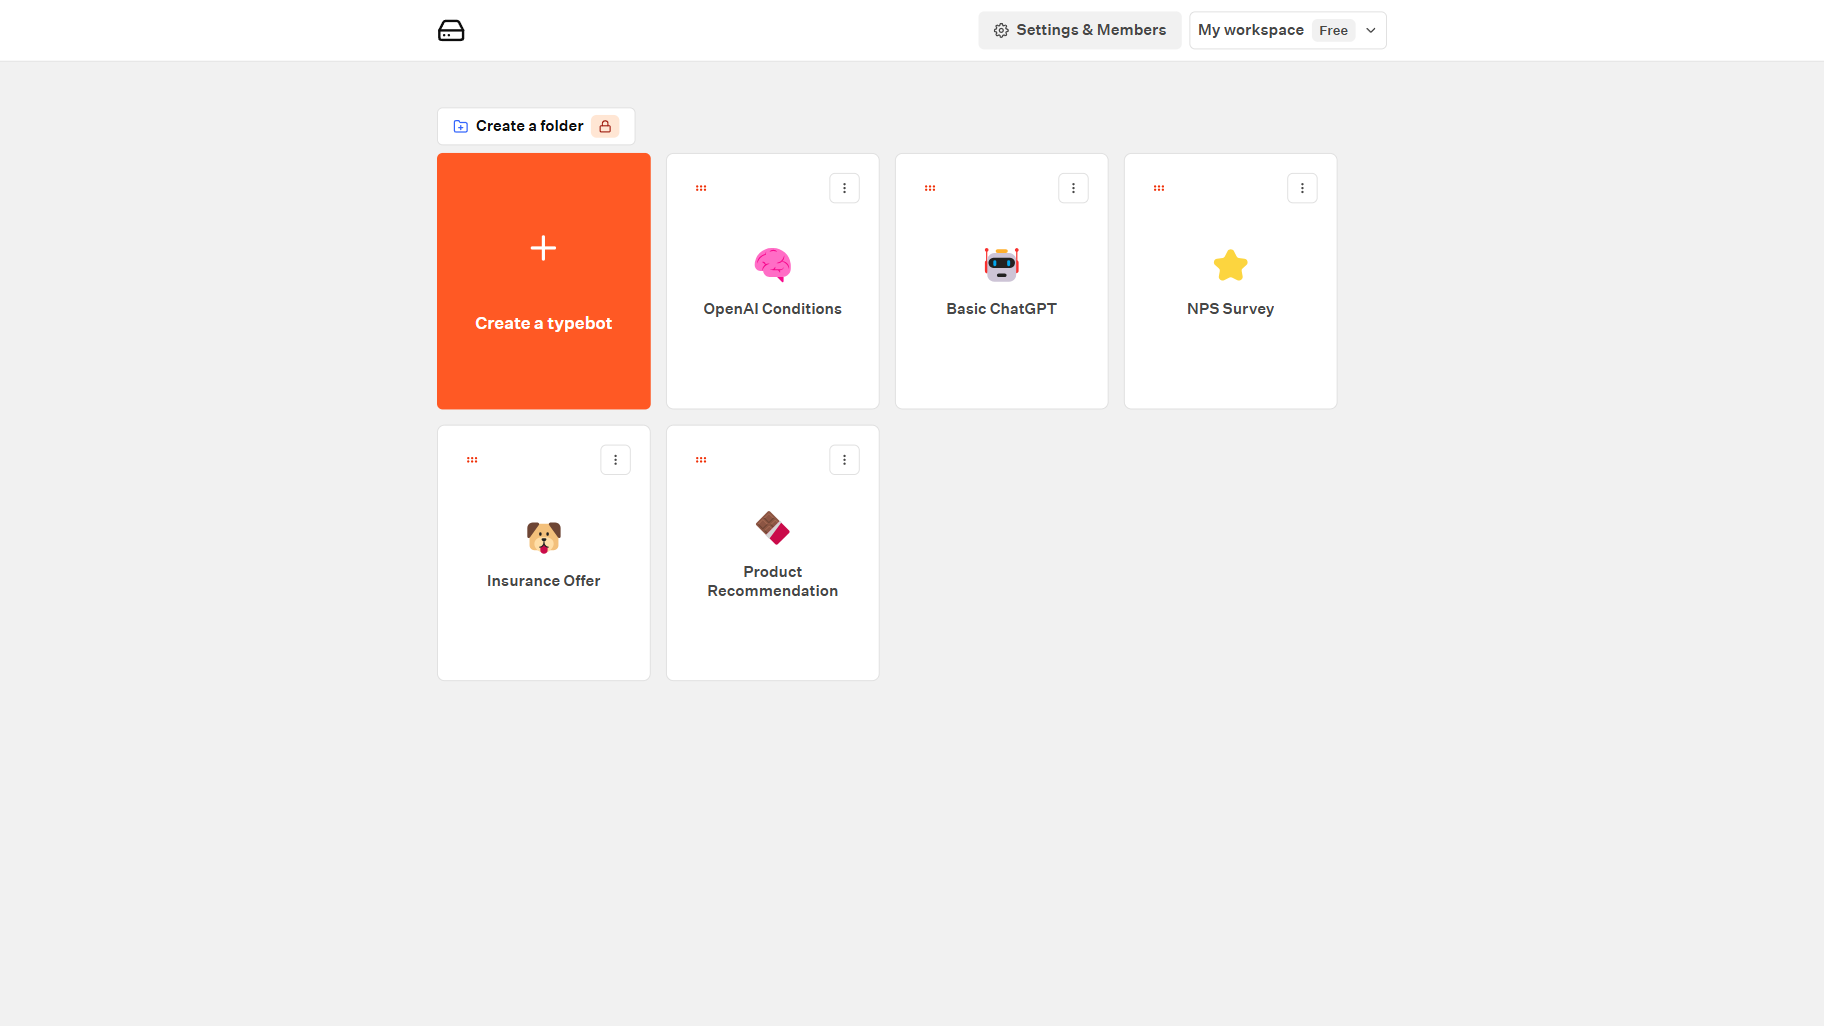 Settings & Members
My workspace Free
Create a folder
Create a typebot
OpenAI Conditions
Basic ChatGPT
NPS Survey
Insurance Offer
Product
Recommendation